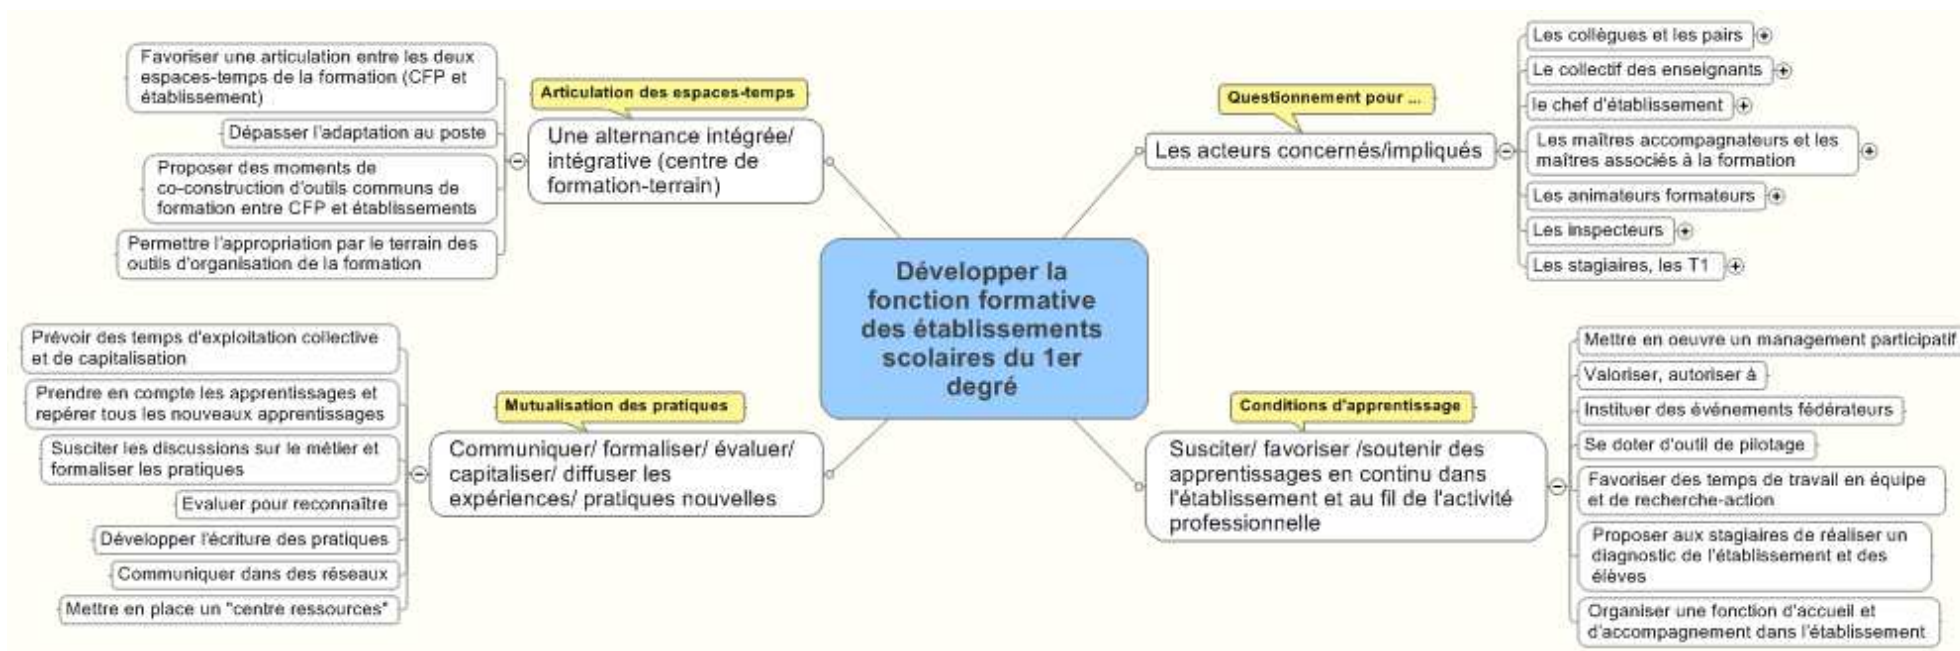 Favoriser une articulation entre les deux
espaces-temps de la formation (CFP et
établissement)
Dépasser l'adaptation au poste
Proposer des moments de
co-construction d'outils communs de
formation entre CFP et établissements
Permettre l'appropriation par le terrain des
outils d'organisation de la formation
Articulation des espaces-temps
Une alternance intégrée/
intégrative (centre de
formation-terrain)
Questionnement pour ...
Les acteurs concernés/impliqués
Les collègues et les pairs
Le collectif des enseignants
le chef d'établissement
Les maîtres accompagnateurs et les
maîtres associés à la formation
Les animateurs formateurs
Les inspecteurs
Les stagiaires, les T1
Développer la
fonction formative
des établissements
scolaires du 1er
degré
Prévoir des temps d'exploitation collective
et de capitalisation
Prendre en compte les apprentissages et
repérer tous les nouveaux apprentissages
Susciter les discussions sur le métier et
formaliser les pratiques
Evaluer pour reconnaître
Développer l'écriture des pratiques
Communiquer dans des réseaux
Mettre en place un "centre ressources"
Mutualisation des pratiques
Communiquer/ formaliser/ évaluer/
capitaliser/ diffuser les
expériences/ pratiques nouvelles
Conditions d'apprentissage
Susciter/ favoriser /soutenir des
apprentissages en continu dans
l'établissement et au fil de l'activité
professionnelle
Mettre en oeuvre un management participatif
Valoriser, autoriser à
Instituer des événements fédérateurs
Se doter d'outil de pilotage
Favoriser des temps de travail en équipe
et de recherche-action
Proposer aux stagiaires de réaliser un
diagnostic de l'établissement et des
élèves
Organiser une fonction d'accueil et
d'accompagnement dans l'établissement